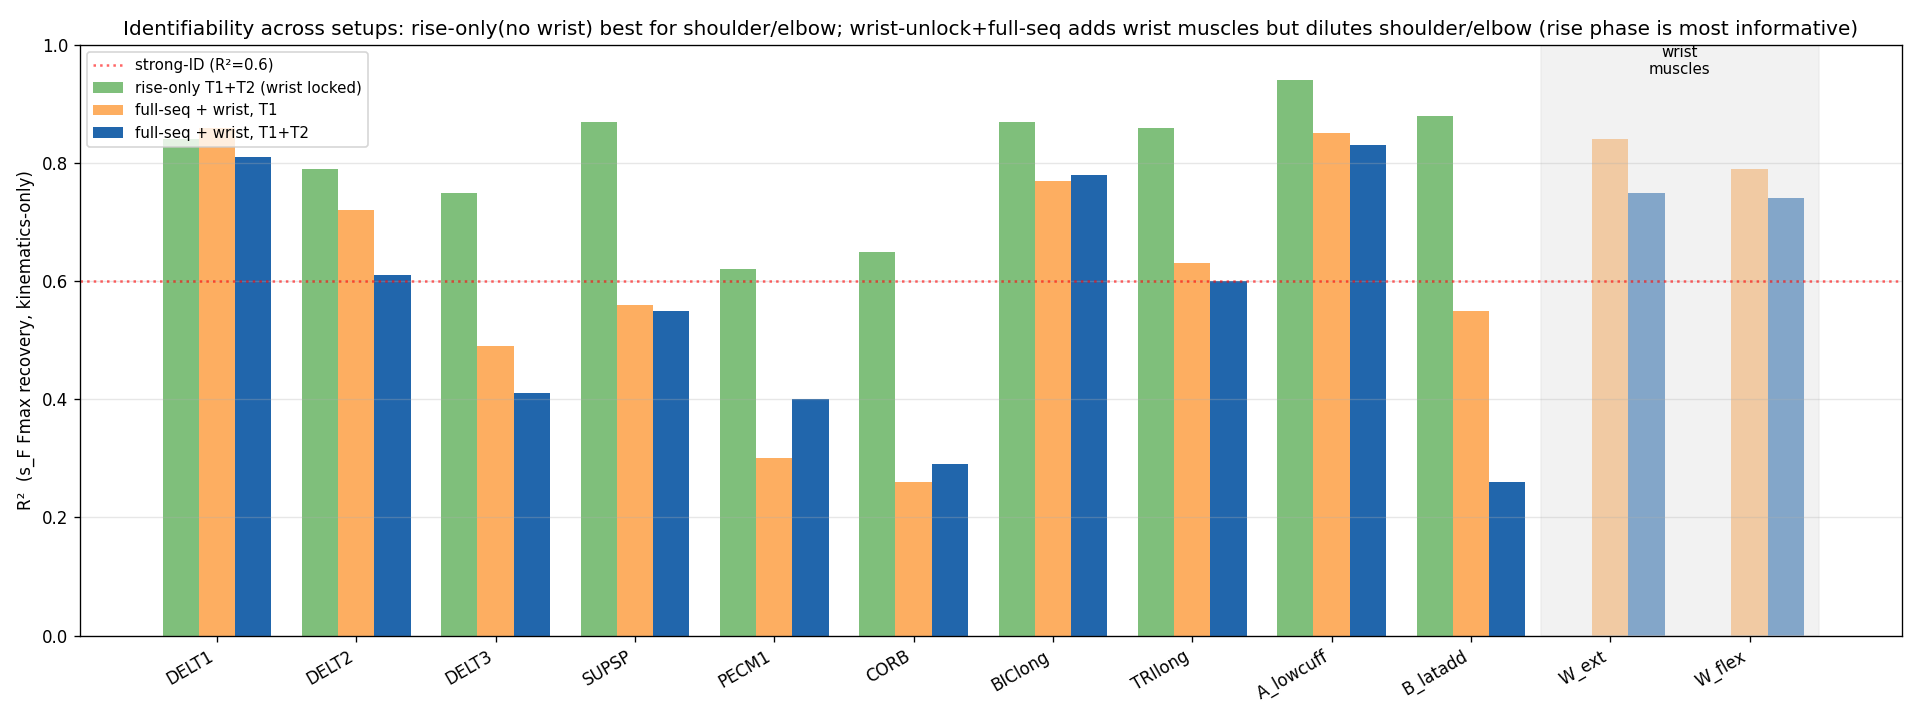 Identifiability across setups: rise-only(no wrist) best for shoulder/elbow; wrist-unlock+full-seq adds wrist muscles but dilutes shoulder/elbow (rise phase is most informative)
strong-ID (R²=0.6)
rise-only T1+T2 (wrist locked)
full-seq + wrist, T1
full-seq + wrist, T1+T2
wrist
muscles
R² (s_F Fmax recovery, kinematics-only)
1.0
0.8
0.6
0.4
0.2
0.0
DELT1
DELT2
DELT3
SUPSP
PECM1
CORB
BIClong
TRIlong
A_lowcuff
B_latadd
W_ext
W_flex